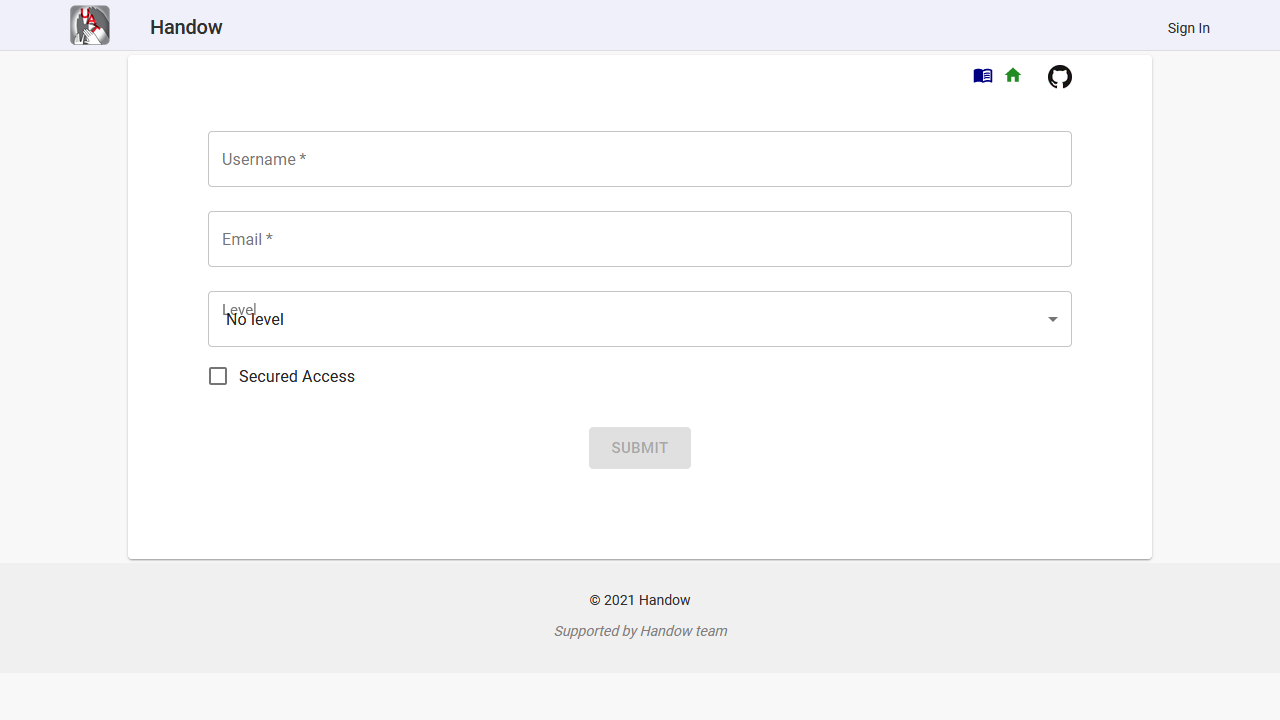 Handow
Sign In
Username *
Email *
Level
No level
Secured Access
SUBMIT
© 2021 Handow
Supported by Handow team